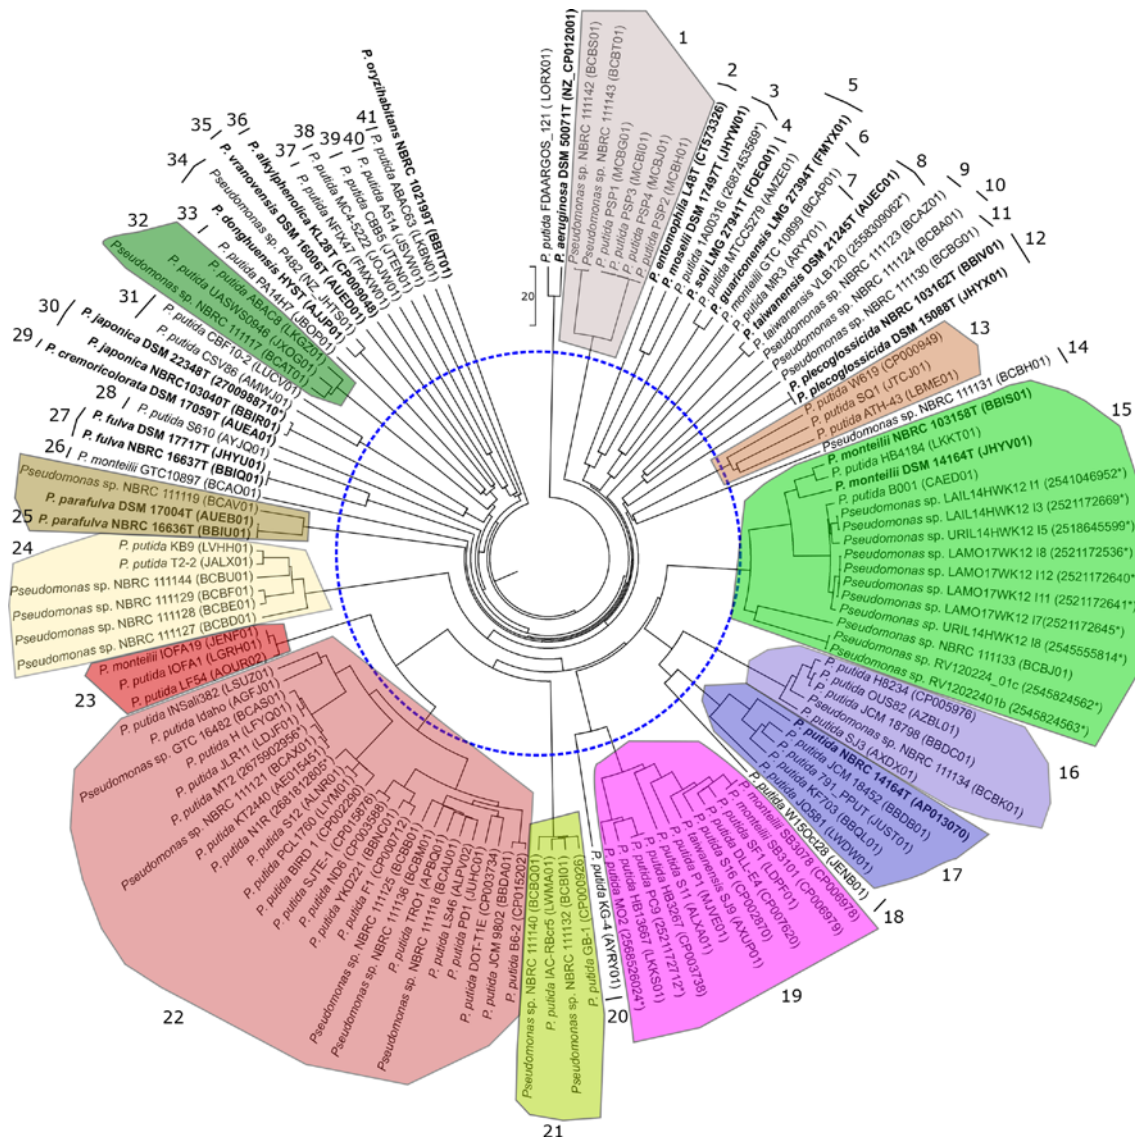 P. putida FDAARGOS_121 (LORX01)
P. aeruginosa DSM 50071T (NZ_CP012001)
20
1
Pseudomonas sp. NBRC 111142 (BCBS01)
Pseudomonas sp. NBRC 111143 (BCBT01)
P. putida PSP1 (MCBG01)
P. putida PSP3 (MCBI01)
P. putida PSP4 (MCBJ01)
P. putida PSP2 (MCBH01)
2
P. entomophila L48T (CT573326)
3
P. mosselii DSM 17497T (JHYW01)
P. putida 1A00316 (2687453569*)
4
P. soli LMG 27941T (FOEQ01)
P. putida MTCC5279 (AMZE01)
5
P. guariconensis LMG 27394T (FMYX01)
6
P. monteilii GTC 10899 (BCAP01)
7
P. putida MR3 (ARYY01)
8
P. taiwanensis DSM 21245T (AUEC01)
P. taiwanensis VLB120 (2558309062*)
9
Pseudomonas sp. NBRC 111123 (BCAZ01)
10
Pseudomonas sp. NBRC 111124 (BCBA01)
11
Pseudomonas sp. NBRC 111130 (BCBG01)
12
P. plecoglossicida NBRC 103162T (BBIV01)
P. plecoglossicida DSM 15088T (JHYX01)
13
P. putida W619 (CP000949)
P. putida SQ1 (JTCJ01)
P. putida ATH-43 (LBME01)
14
Pseudomonas sp. NBRC 111131 (BCBH01)
15
P. monteilii NBRC 103158T (BBIS01)
P. putida HB4184 (LKKT01)
P. monteilii DSM 14164T (JHYV01)
P. putida B001 (CAED01)
Pseudomonas sp. LAIL14HWK12 I1 (2541046952*)
Pseudomonas sp. LAIL14HWK12 I3 (2521172669*)
Pseudomonas sp. URIL14HWK12 I5 (2518645599*)
Pseudomonas sp. LAMO17WK12 I8 (2521172536*)
Pseudomonas sp. LAMO17WK12 I12 (2521172640*)
Pseudomonas sp. LAMO17WK12 I11 (2521172641*)
Pseudomonas sp. LAMO17WK12 I7(2521172645*)
Pseudomonas sp. URIL14HWK12 I8 (2545555814*)
Pseudomonas sp. NBRC 111133 (BCBJ01)
Pseudomonas sp. RV120224_01c (2545824562*)
Pseudomonas sp. RV12022401b (2545824563*)
16
P. putida H8234 (CP005976)
P. putida OUS82 (AZBL01)
P. putida JCM 18798 (BBDC01)
Pseudomonas sp. NBRC 111134 (BCBK01)
P. putida SJ3 (AXDX01)
17
P. putida NBRC 14164T (AP013070)
P. putida JCM 18452 (BBDB01)
P. putida 791_PPUT (JUST01)
P. putida KF703 (BBQL01)
P. putida JQ581 (LWDW01)
18
P. putida W15Oct28 (JENB01)
19
P. monteilii SB3078 (CP006978)
P. monteilii SB3101 (CP006979)
P. putida SF1 (LDPF01)
P. putida DLL-E4 (CP007620)
P. putida S16 (CP002870)
P. taiwanensis SJ9 (AXUP01)
P. putida P1 (MJVE01)
P. putida S11 (ALXA01)
P. putida HB3267 (CP003738)
P. putida PC9 (2521172712*)
P. putida HB13667 (LKKS01)
P. putida MO2 (2568526024*)
20
P. putida KG-4 (AYRY01)
21
P. putida GB-1 (CP000926)
Pseudomonas sp. NBRC 111132 (BCBI01)
P. putida IAC-RBcr5 (LWMA01)
Pseudomonas sp. NBRC 111140 (BCBQ01)
22
P. putida B6-2 (CP015202)
P. putida JCM 9802 (BBDA01)
P. putida DOT-T1E (CP003734)
P. putida PD1 (JUHC01)
P. putida LS46 (ALPV02)
Pseudomonas sp. NBRC 111118 (BCAU01)
P. putida TRO1 (APBQ01)
Pseudomonas sp. NBRC 111136 (BCBM01)
Pseudomonas sp. NBRC 111125 (BCBB01)
P. putida F1 (CP000712)
P. putida YKD221 (BBNC01)
P. putida ND6 (CP003588)
P. putida SJTE-1 (CP015876)
P. putida BIRD-1 (CP002290)
P. putida PCL1760 (JYMN01)
P. putida S12 (ALNR01)
P. putida N1R (2681812805*)
P. putida KT2440 (AE015451)
Pseudomonas sp. NBRC 111121 (BCAX01)
P. putida MT2 (2675902956*)
P. putida JLR11 (LDJF01)
P. putida H (LFYQ01)
Pseudomonas sp. GTC 16482 (BCAS01)
P. putida Idaho (AGFJ01)
P. putida INSali382 (LSUZ01)
23
P. putida LF54 (AOUR02)
P. putida IOFA1 (LGRH01)
P. monteilii IOFA19 (JENF01)
24
Pseudomonas sp. NBRC 111127 (BCBD01)
Pseudomonas sp. NBRC 111128 (BCBE01)
Pseudomonas sp. NBRC 111129 (BCBF01)
Pseudomonas sp. NBRC 111144 (BCBU01)
P. putida T2-2 (JALX01)
P. putida KB9 (LVHH01)
25
P. parafulva NBRC 16636T (BBIU01)
P. parafulva DSM 17004T (AUEB01)
Pseudomonas sp. NBRC 111119 (BCAV01)
26
P. monteilii GTC10897 (BCAO01)
27
P. fulva NBRC 16637T (BBIQ01)
P. fulva DSM 17717T (JHYU01)
28
P. putida S610 (AYJQ01)
29
P. cremoricolorata DSM 17059T (AUEA01)
30
P. japonica NBRC103040T (BBIR01)
P. japonica DSM 22348T (2700988710*)
31
P. putida CSV86 (AMWJ01)
P. putida CBF10-2 (LUCV01)
32
Pseudomonas sp. NBRC 111117 (BCAT01)
P. putida UASWS0946 (JXOG01)
P. putida ABAC8 (LKGZ01)
33
P. putida PA14H7 (JBOP01)
P. donghuensis HYST (AJJP01)
34
Pseudomonas sp. P482 (NZ_JHTS01)
35
P. vranovensis DSM 16006T (AUED01)
36
P. alkylphenolica KL28T (CP009048)
37
P. putida NFIX47 (FMXW01)
38
P. putida MC4-5222 (JOJW01)
39
P. putida CBB5 (JTEN01)
40
P. putida A514 (JSVW01)
41
P. putida ABAC63 (LKBN01)
P. oryzihabitans NBRC 102199T (BBIT01)